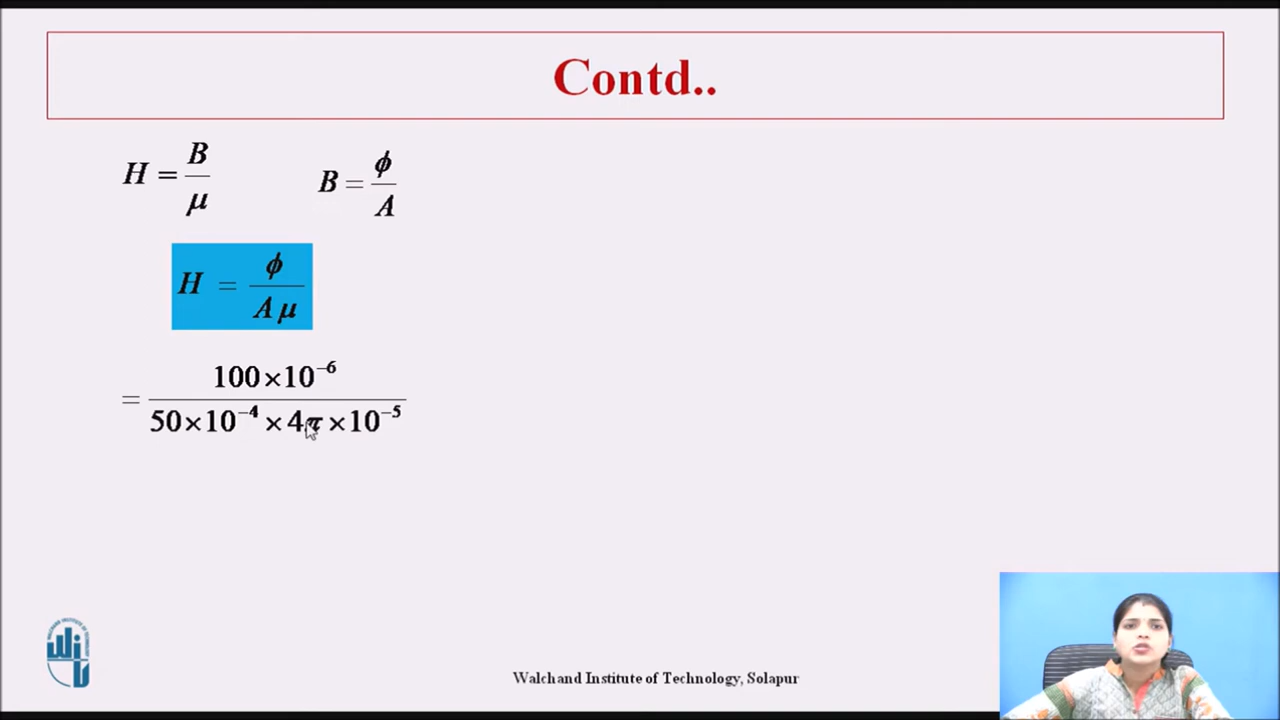 Contd..
H = B/μ
B = ϕ/A
H = ϕ/Aμ
= 100×10⁻⁶/50×10⁻⁴×4π×10⁻⁵
Walchand Institute of Technology, Solapur